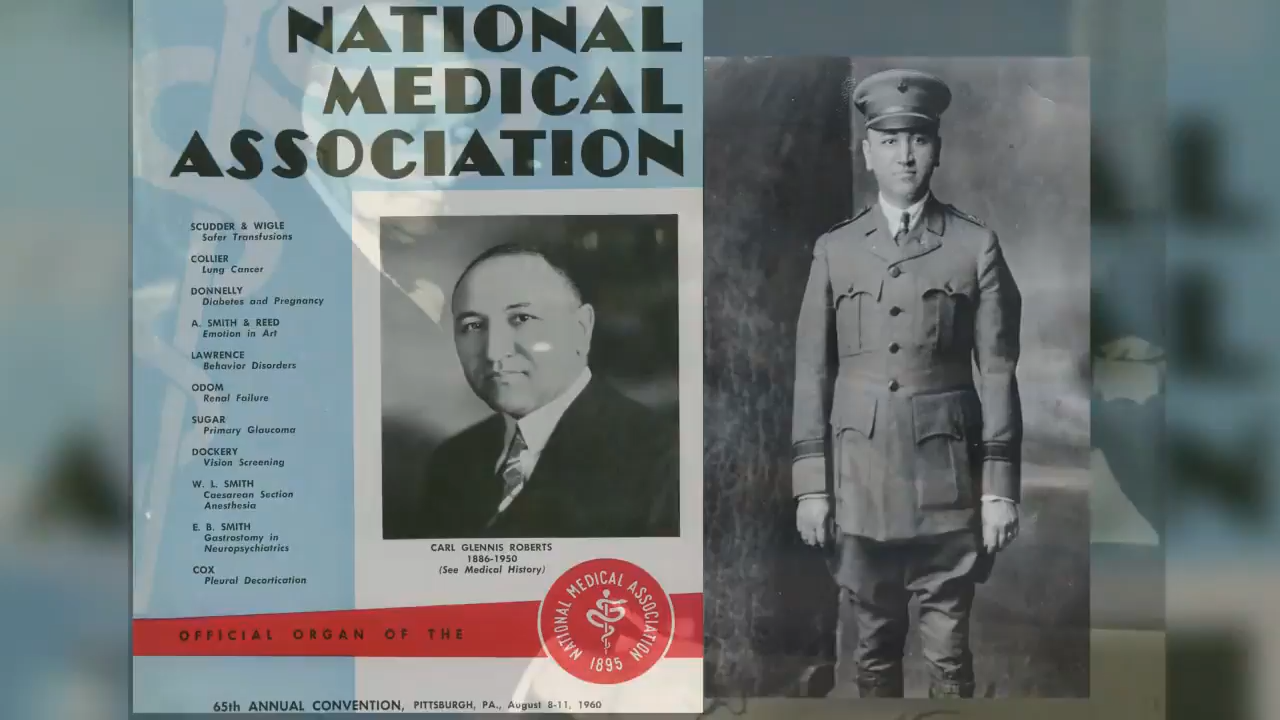 NATIONAL
MEDICAL
ASSOCIATION
SCUDDER & WIGLE
Safer Transfusions
COLLIER
Lung Cancer
DONNELLY
Diabetes and Pregnancy
A. SMITH & REED
Emotion in Art
LAWRENCE
Behavior Disorders
ODOM
Renal Failure
SUGAR
Primary Glaucoma
DOCKERY
Vision Screening
W. L. SMITH
Caesarean Section
Anesthesia
E. B. SMITH
Gastrostomy in
Neuropsychiatrics
COX
Pleural Decortication
CARL GLENNIS ROBERTS
1886-1950
(See Medical History)
OFFICIAL ORGAN OF THE
NATIONAL MEDICAL ASSOCIATION
1895
65th ANNUAL CONVENTION, PITTSBURGH, PA., August 8-11, 1960